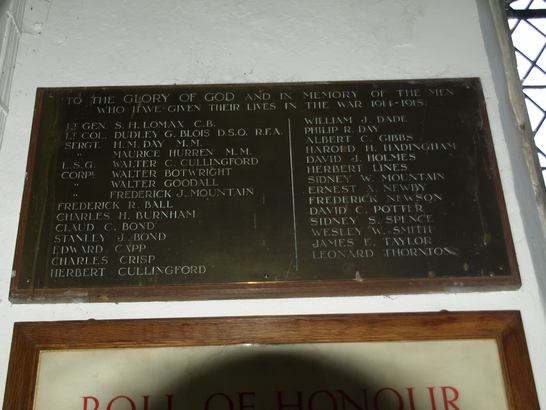 TO THE GLORY OF GOD AND IN MEMORY OF THE MEN
WHO HAVE GIVEN THEIR LIVES IN THE WAR 1914-1918.
LT GEN. S. H. LOMAX C.B.
LT COL. DUDLEY G. BLOIS D.S.O. R.F.A.
SERGT. H.M. DAY M.M.
" MAURICE HURREN M.M.
L.S.G. WALTER C. CULLINGFORD
CORPL. WALTER BOTWRIGHT
" WALTER GOODALL
" FREDERICK J. MOUNTAIN
FREDERICK R. BALL
CHARLES H. BURNHAM
CLAUD C. BOND
STANLEY J. BOND
EDWARD CAPP
CHARLES CRISP
HERBERT CULLINGFORD
WILLIAM J. DADE
PHILIP R. DAY
ALBERT C. GIBBS
HAROLD H. HADINGHAM
DAVID J. HOLMES
HERBERT LINES
SIDNEY W. MOUNTAIN
ERNEST A. NEWBY
FREDERICK NEWSON
DAVID C. POTTER
SIDNEY S. SPENCE
WESLEY W. SMITH
JAMES E. TAYLOR
LEONARD THORNTON
ROLL OF HONOUR